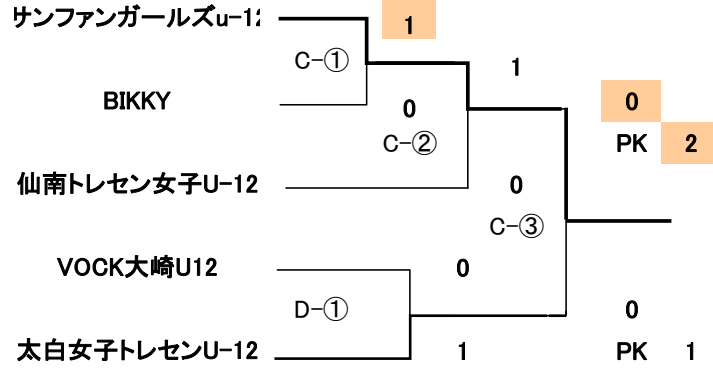 サンファンガールズu-12
1
C-①
1
BIKKY
0
0
C-②
PK 2
仙南トレセン女子U-12
0
C-③
VOCK大崎U12
0
D-①
0
太白女子トレセンU-12
1
PK 1